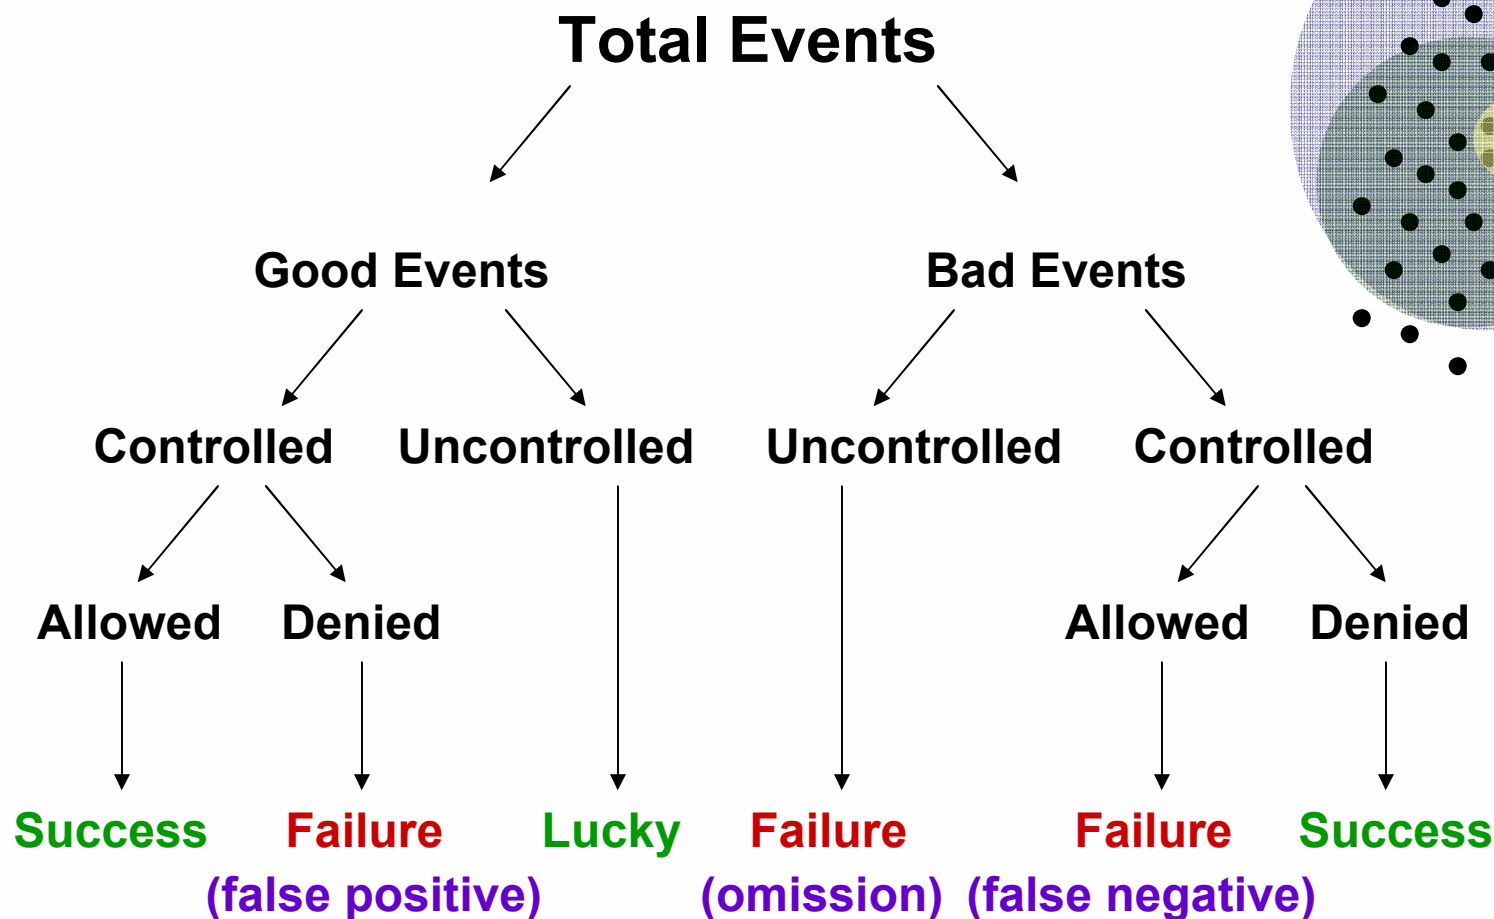 Total Events
Good Events Bad Events
Controlled Uncontrolled Uncontrolled Controlled
Allowed Denied Allowed Denied
Success Failure Lucky Failure Failure Success
(false positive) (omission) (false negative)